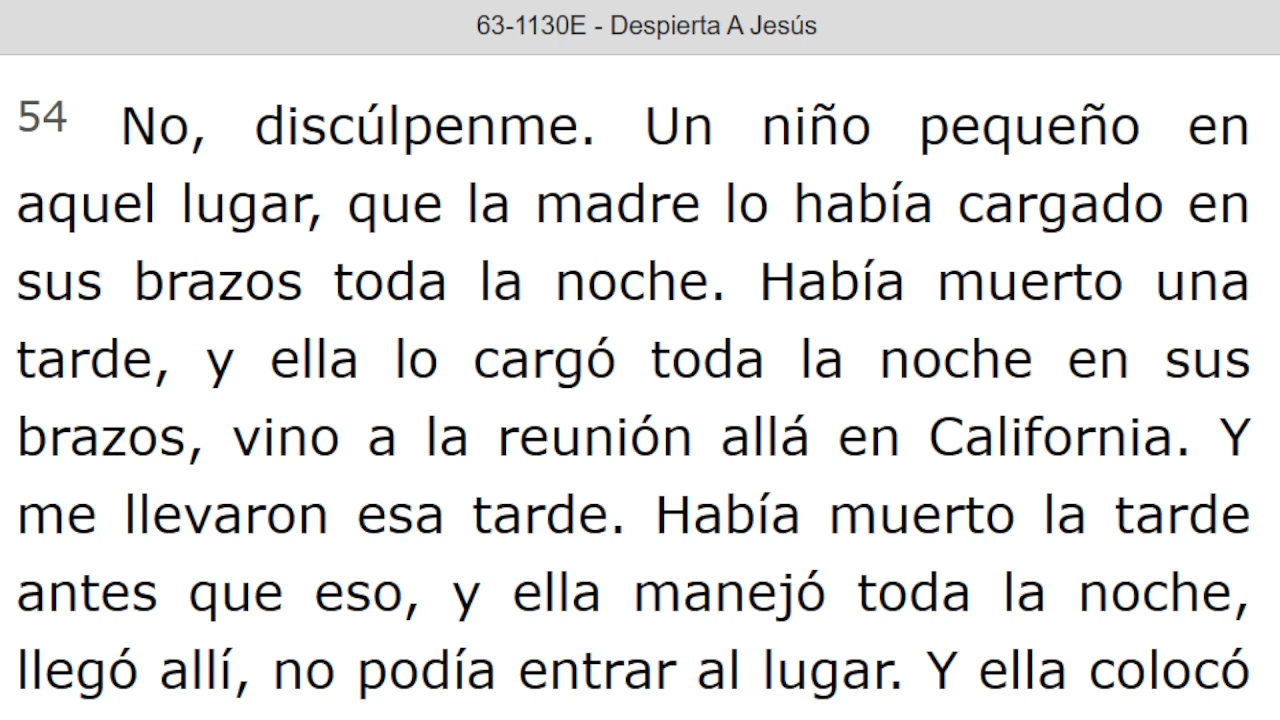 63-1130E - Despierta A Jesús
54 No, discúlpenme. Un niño pequeño en
aquel lugar, que la madre lo había cargado en
sus brazos toda la noche. Había muerto una
tarde, y ella lo cargó toda la noche en sus
brazos, vino a la reunión allá en California. Y
me llevaron esa tarde. Había muerto la tarde
antes que eso, y ella manejó toda la noche,
llegó allí, no podía entrar al lugar. Y ella colocó